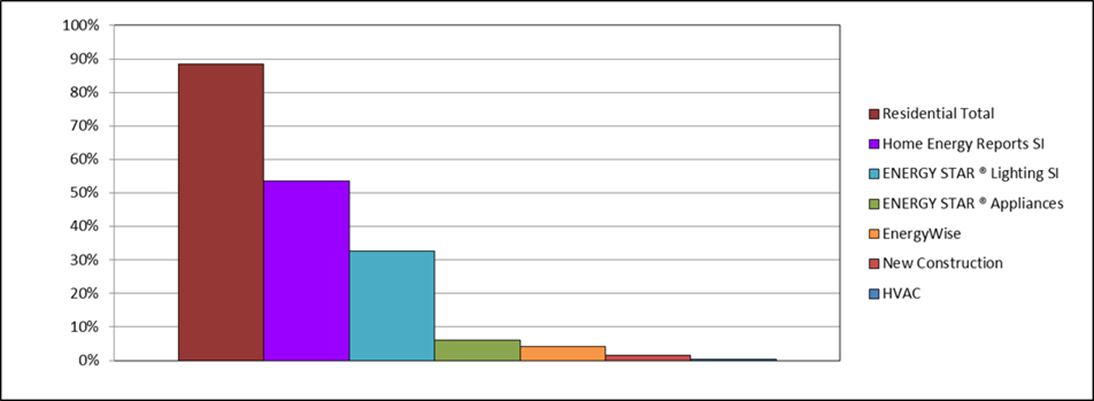 100%
90%
80%
70%
60%
50%
40%
30%
20%
10%
0%
Residential Total
Home Energy Reports SI
ENERGY STAR ® Lighting SI
ENERGY STAR ® Appliances
EnergyWise
New Construction
HVAC